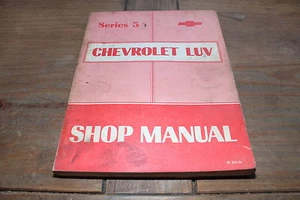 Series 5
CHEVROLET LUV
SHOP MANUAL